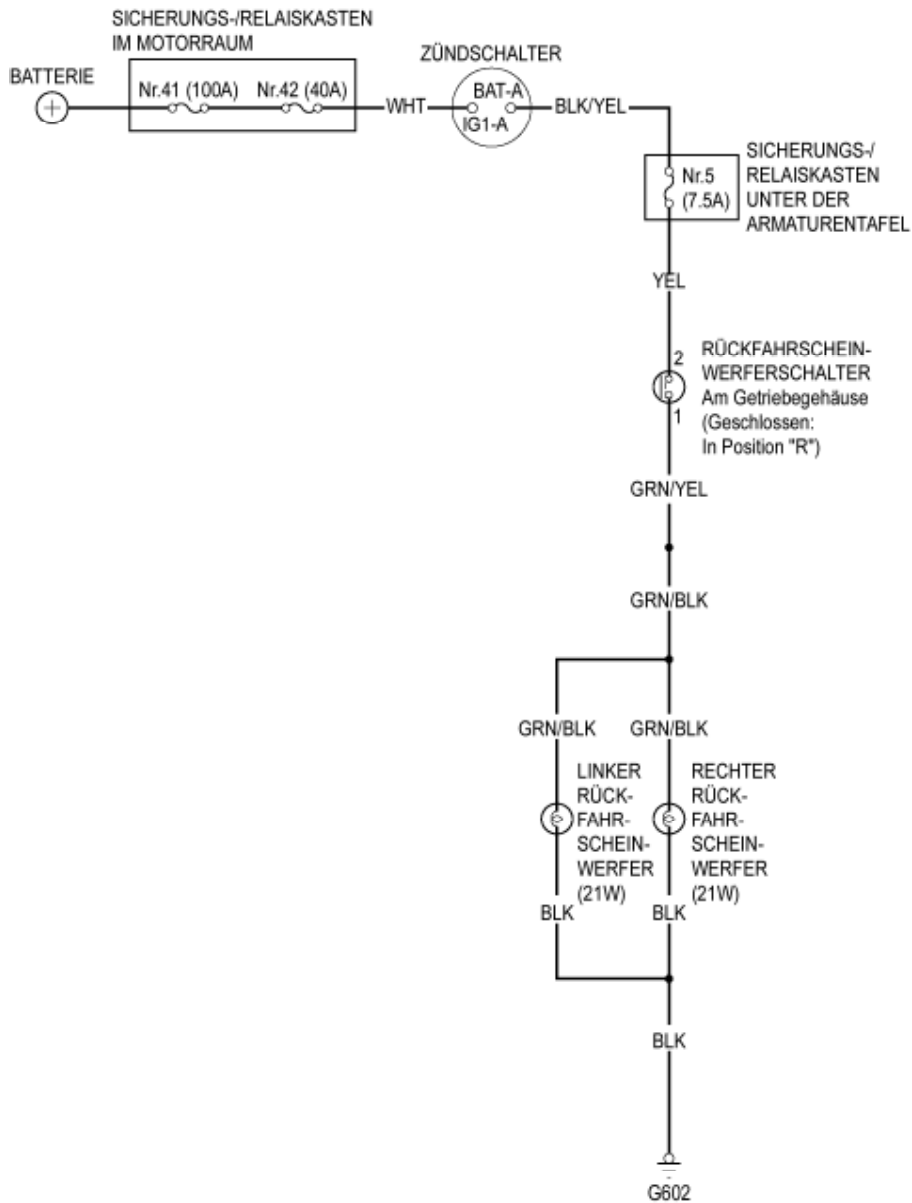 SICHERUNGS-/RELAISKASTEN
IM MOTORRAUM
BATTERIE
Nr.41 (100A)
Nr.42 (40A)
WHT
ZÜNDSCHALTER
BAT-A
IG1-A
BLK/YEL
Nr.5
(7.5A)
SICHERUNGS-/
RELAISKASTEN
UNTER DER
ARMATURENTAFEL
YEL
2
1
RÜCKFAHRSCHEIN-
WERFERSCHALTER
Am Getriebegehäuse
(Geschlossen:
In Position "R")
GRN/YEL
GRN/BLK
GRN/BLK
GRN/BLK
LINKER
RÜCK-
FAHR-
SCHEIN-
WERFER
(21W)
RECHTER
RÜCK-
FAHR-
SCHEIN-
WERFER
(21W)
BLK
BLK
BLK
G602